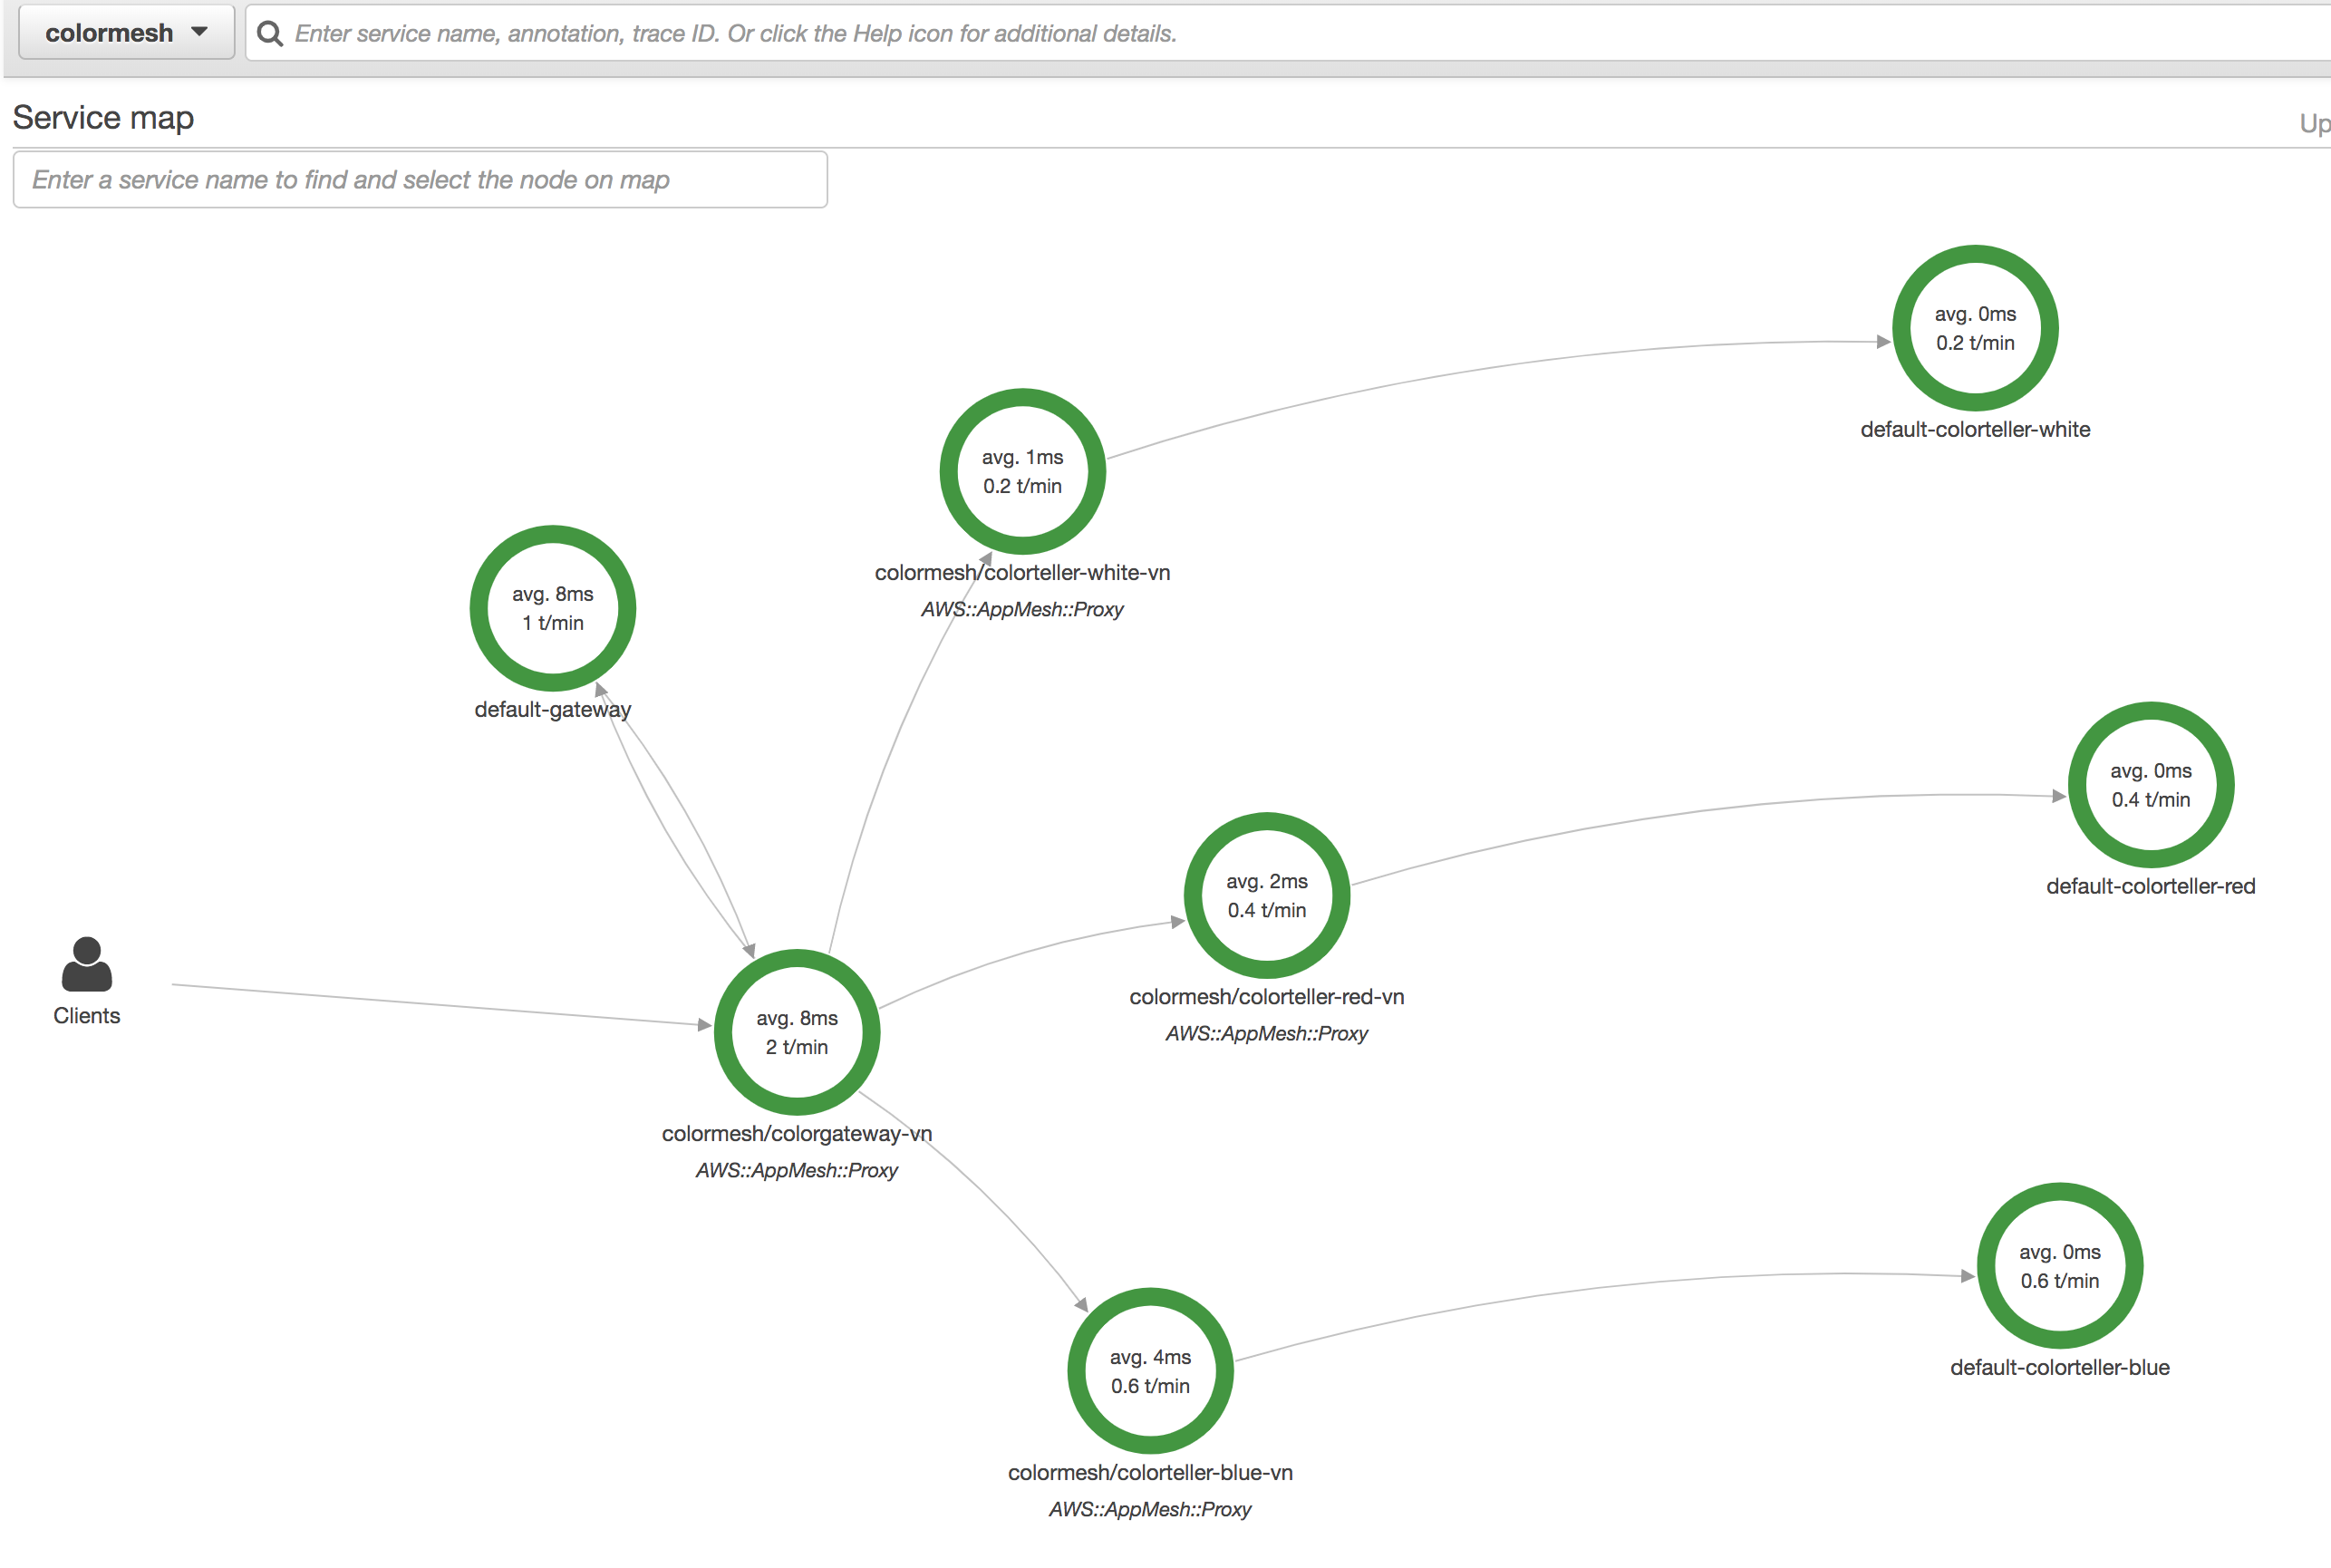 colormesh
Enter service name, annotation, trace ID. Or click the Help icon for additional details.
Service map
Up
Enter a service name to find and select the node on map
avg. 0ms
0.2 t/min
default-colorteller-white
avg. 1ms
0.2 t/min
colormesh/colorteller-white-vn
AWS::AppMesh::Proxy
avg. 8ms
1 t/min
default-gateway
avg. 0ms
0.4 t/min
default-colorteller-red
avg. 2ms
0.4 t/min
colormesh/colorteller-red-vn
AWS::AppMesh::Proxy
Clients
avg. 8ms
2 t/min
colormesh/colorgateway-vn
AWS::AppMesh::Proxy
avg. 0ms
0.6 t/min
default-colorteller-blue
avg. 4ms
0.6 t/min
colormesh/colorteller-blue-vn
AWS::AppMesh::Proxy